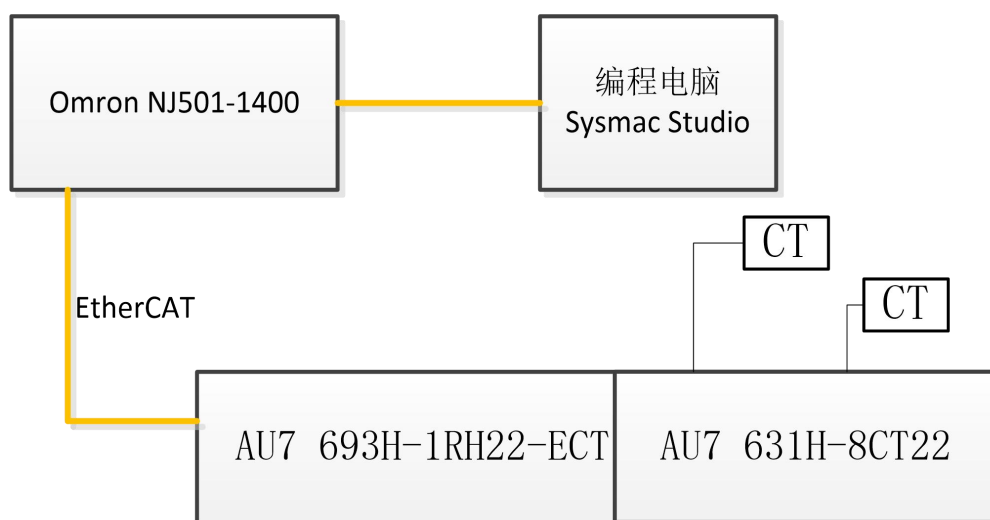 Omron NJ501-1400
编程电脑
Sysmac Studio
CT
CT
EtherCAT
AU7 693H-1RH22-ECT
AU7 631H-8CT22